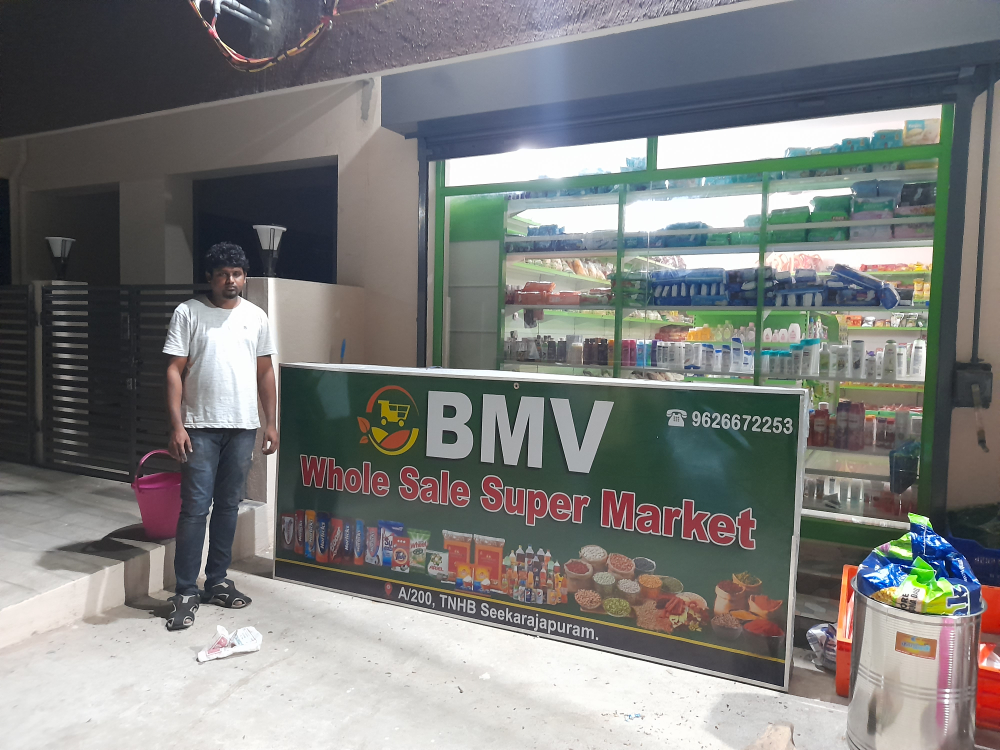 BMV
9626672253
Whole Sale Super Market
A/200, TNHB Seekarajapuram.